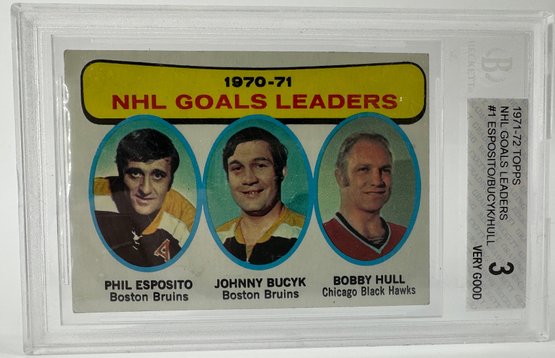 1970-71
NHL GOALS LEADERS
PHIL ESPOSITO
Boston Bruins
JOHNNY BUCYK
Boston Bruins
BOBBY HULL
Chicago Black Hawks
1971-72 TOPPS
NHL GOALS LEADERS
#1 ESPOSITO/BUCYK/HULL
3
VERY GOOD